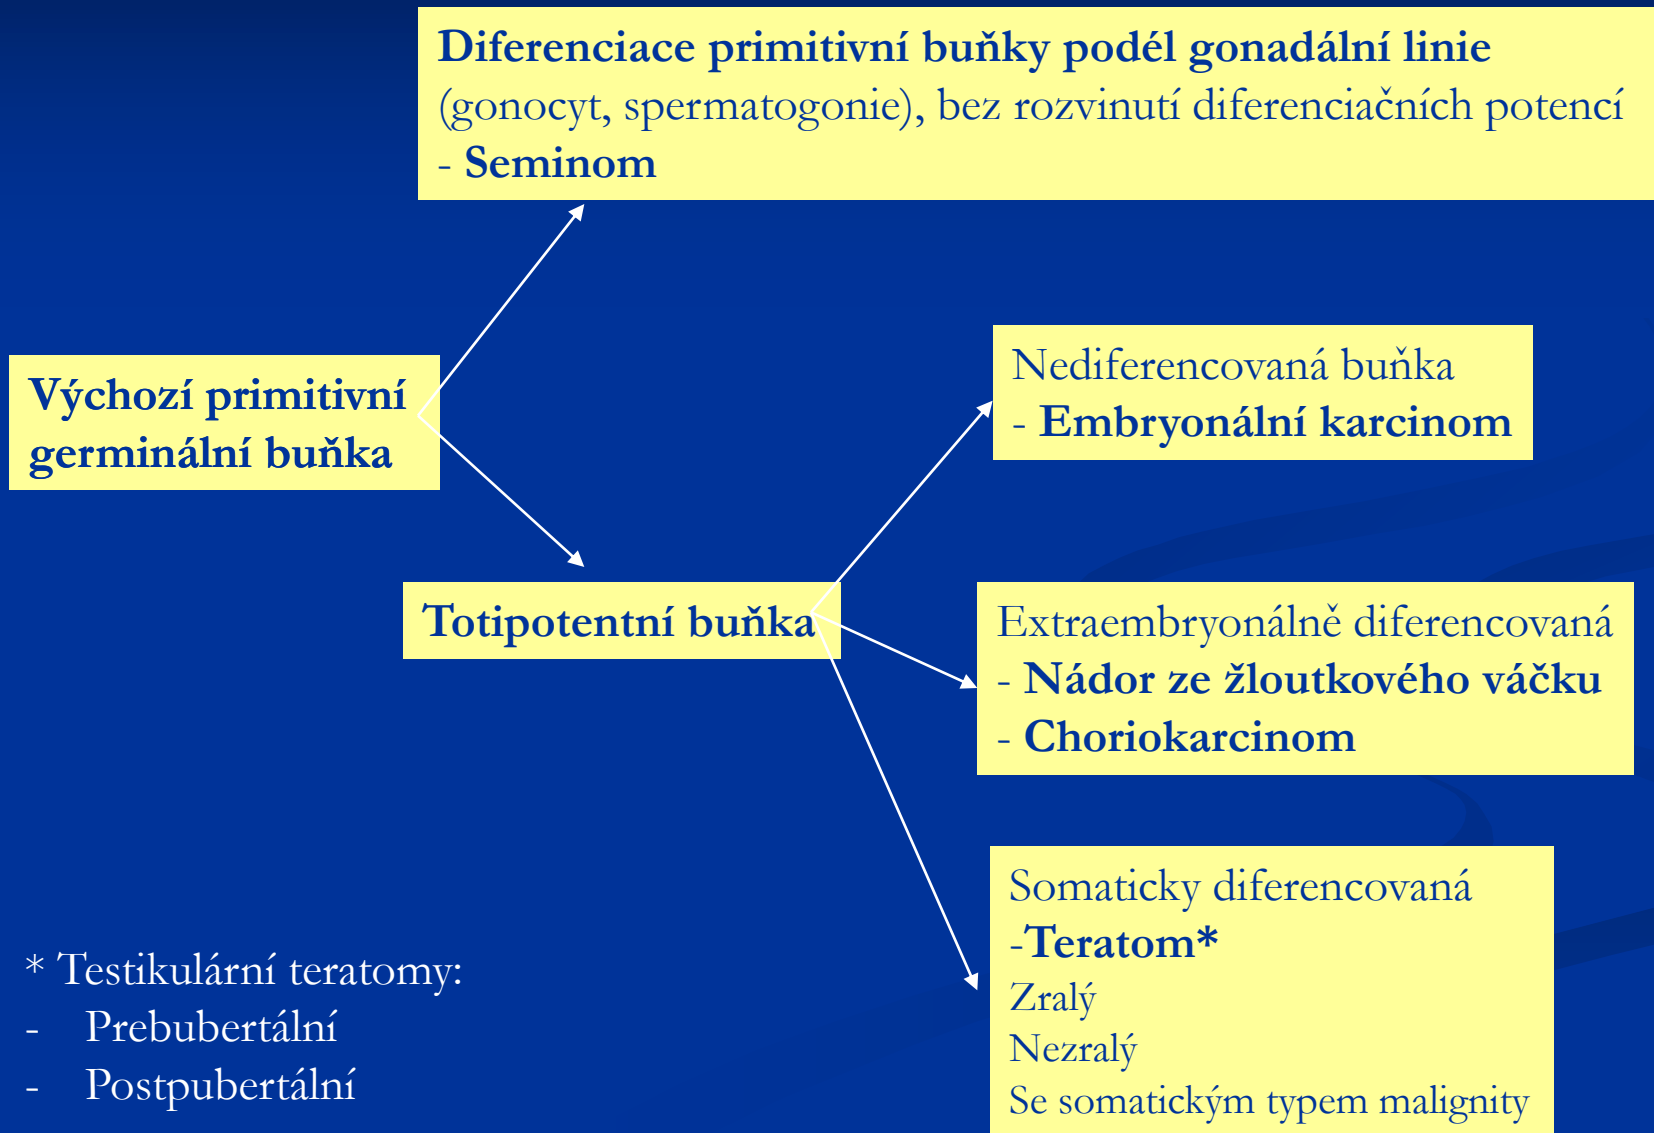 Diferenciace primitivní buňky podél gonadální linie
(gonocyt, spermatogonie), bez rozvinutí diferenciačních potencí
- Seminom
Výchozí primitivní
germinální buňka
Totipotentní buňka
Nediferencovaná buňka
- Embryonální karcinom
Extraembryonálně diferencovaná
- Nádor ze žloutkového váčku
- Choriokarcinom
Somaticky diferencovaná
-Teratom*
Zralý
Nezralý
Se somatickým typem malignity
* Testikulární teratomy:
- Prebubertální
- Postpubertální